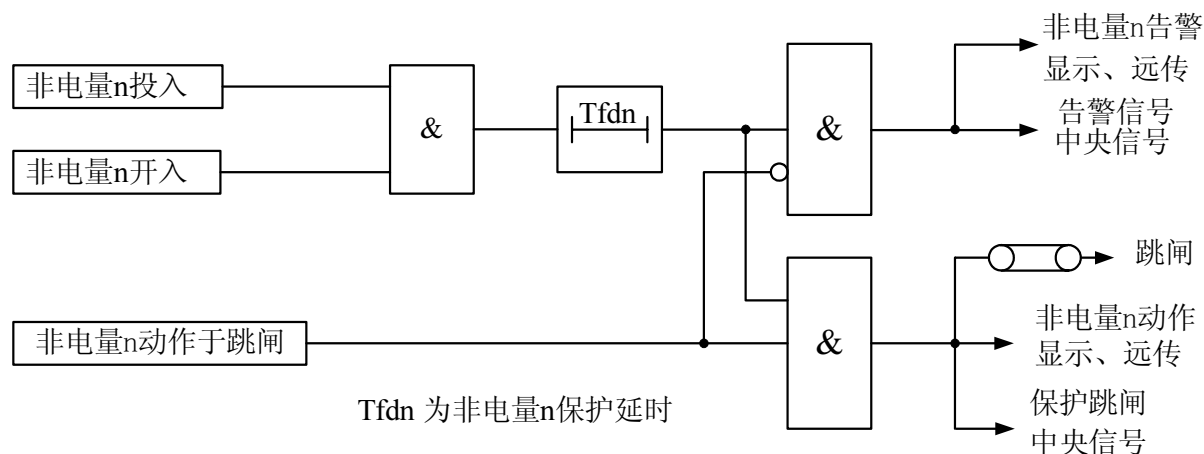 非电量n投入
非电量n开入
&
Tfdn
&
非电量n告警
显示、远传
告警信号
中央信号
非电量n动作于跳闸
&
跳闸
非电量n动作
显示、远传
保护跳闸
中央信号
Tfdn 为非电量n保护延时